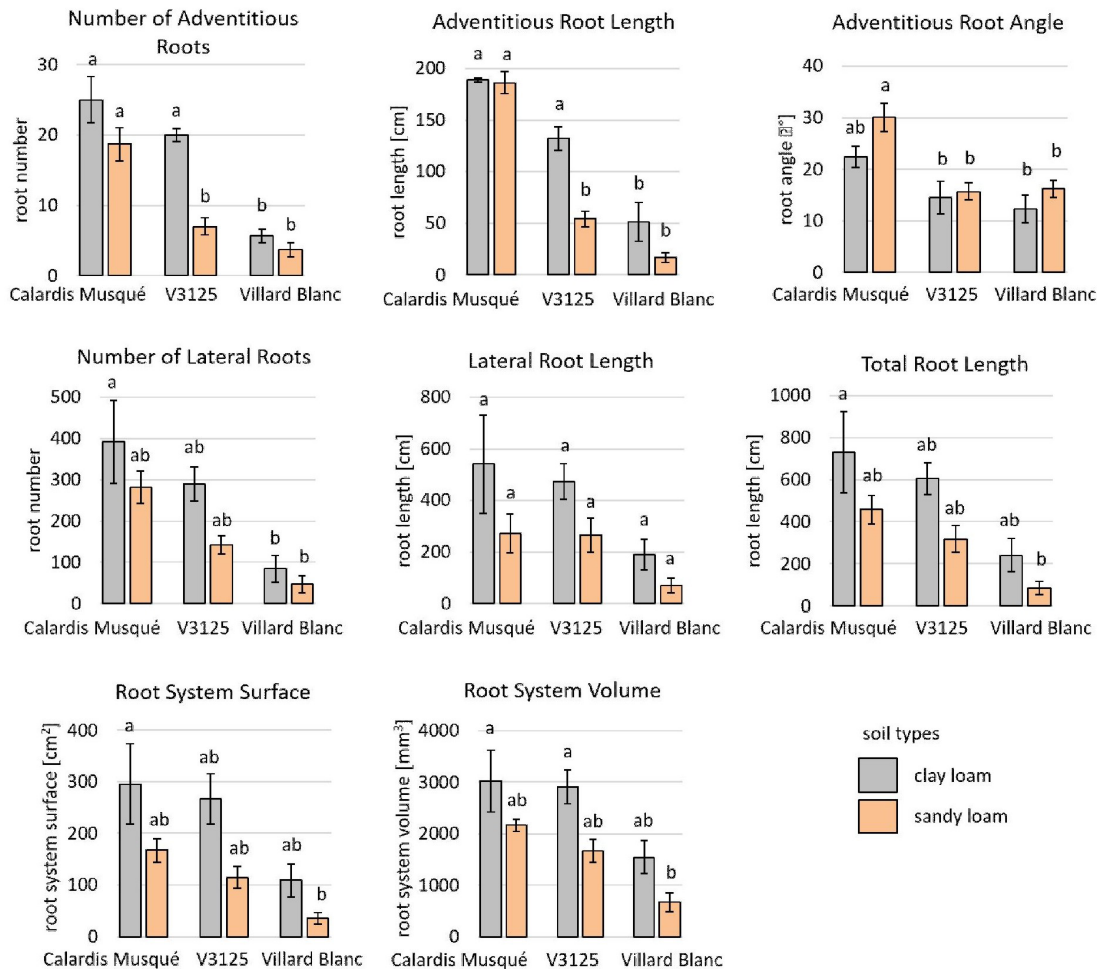 Number of Adventitious
Roots
root number
30
20
10
0
a
a
a
b
b
b
Calardis Musqué V3125 Villard Blanc
Adventitious Root Length
root length [cm]
200
150
100
50
0
a
a
a
b
b
b
Calardis Musqué V3125 Villard Blanc
Adventitious Root Angle
root angle [°]
40
30
20
10
0
ab
a
b
b
b
b
Calardis Musqué V3125 Villard Blanc
Number of Lateral Roots
root number
500
400
300
200
100
0
a
ab
ab
ab
b
b
Calardis Musqué V3125 Villard Blanc
Lateral Root Length
root length [cm]
800
600
400
200
0
a
a
a
a
a
a
Calardis Musqué V3125 Villard Blanc
Total Root Length
root length [cm]
1000
800
600
400
200
0
a
ab
ab
ab
ab
b
Calardis Musqué V3125 Villard Blanc
Root System Surface
root system surface [cm²]
400
300
200
100
0
a
ab
ab
ab
ab
b
Calardis Musqué V3125 Villard Blanc
Root System Volume
root system volume [mm³]
4000
3000
2000
1000
0
a
ab
a
ab
ab
b
Calardis Musqué V3125 Villard Blanc
soil types
clay loam
sandy loam